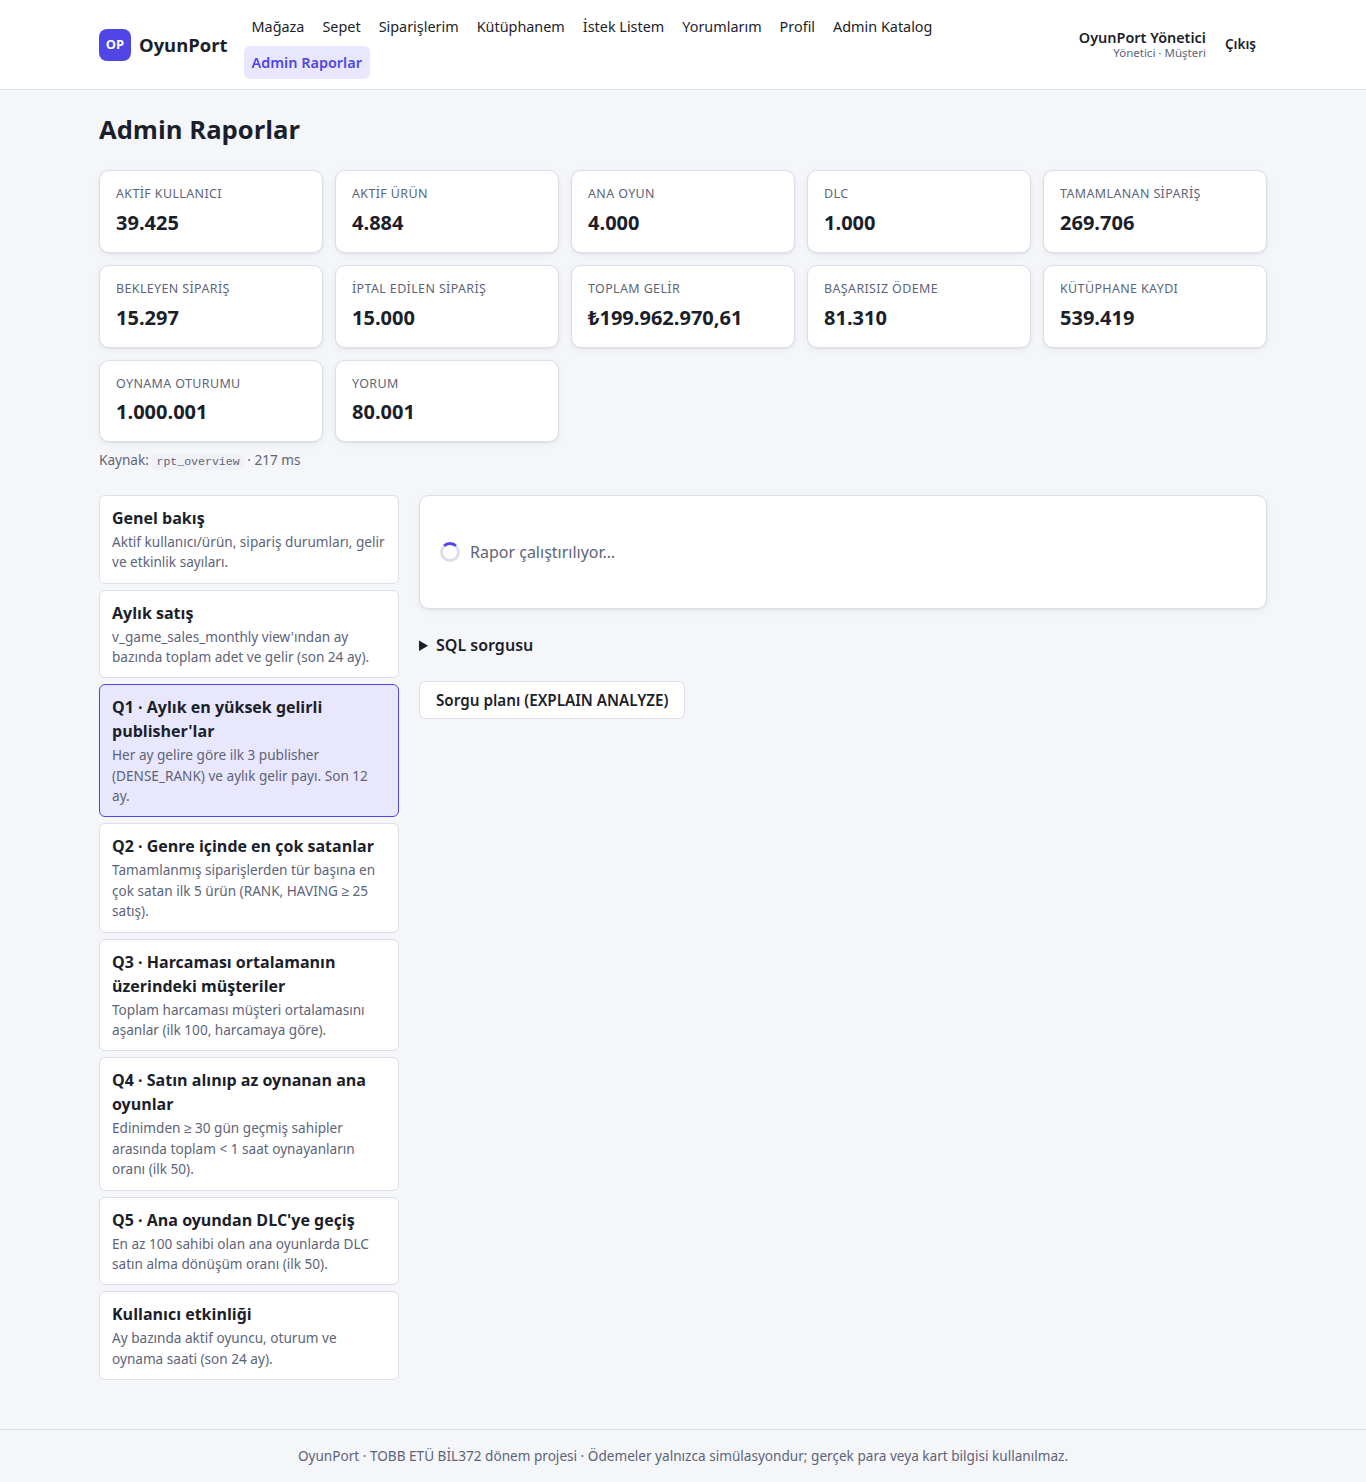 OP OyunPort
Mağaza Sepet Siparişlerim Kütüphanem İstek Listem Yorumlarım Profil Admin Katalog
Admin Raporlar
OyunPort Yönetici
Yönetici · Müşteri
Çıkış
Admin Raporlar
AKTİF KULLANICI
39.425
AKTİF ÜRÜN
4.884
ANA OYUN
4.000
DLC
1.000
TAMAMLANAN SİPARİŞ
269.706
BEKLEYEN SİPARİŞ
15.297
İPTAL EDİLEN SİPARİŞ
15.000
TOPLAM GELİR
₺199.962.970,61
BAŞARISIZ ÖDEME
81.310
KÜTÜPHANE KAYDI
539.419
OYNAMA OTURUMU
1.000.001
YORUM
80.001
Kaynak: rpt_overview · 217 ms
Genel bakış
Aktif kullanıcı/ürün, sipariş durumları, gelir
ve etkinlik sayıları.
Aylık satış
v_game_sales_monthly view'ından ay
bazında toplam adet ve gelir (son 24 ay).
Q1 · Aylık en yüksek gelirli
publisher'lar
Her ay gelire göre ilk 3 publisher
(DENSE_RANK) ve aylık gelir payı. Son 12
ay.
Q2 · Genre içinde en çok satanlar
Tamamlanmış siparişlerden tür başına en
çok satan ilk 5 ürün (RANK, HAVING ≥ 25
satış).
Q3 · Harcaması ortalamanın
üzerindeki müşteriler
Toplam harcaması müşteri ortalamasını
aşanlar (ilk 100, harcamaya göre).
Q4 · Satın alınıp az oynanan ana
oyunlar
Edinimden ≥ 30 gün geçmiş sahipler
arasında toplam < 1 saat oynayanların
oranı (ilk 50).
Q5 · Ana oyundan DLC'ye geçiş
En az 100 sahibi olan ana oyunlarda DLC
satın alma dönüşüm oranı (ilk 50).
Kullanıcı etkinliği
Ay bazında aktif oyuncu, oturum ve
oynama saati (son 24 ay).
Rapor çalıştırılıyor...
SQL sorgusu
Sorgu planı (EXPLAIN ANALYZE)
OyunPort · TOBB ETÜ BİL372 dönem projesi · Ödemeler yalnızca simülasyondur; gerçek para veya kart bilgisi kullanılmaz.